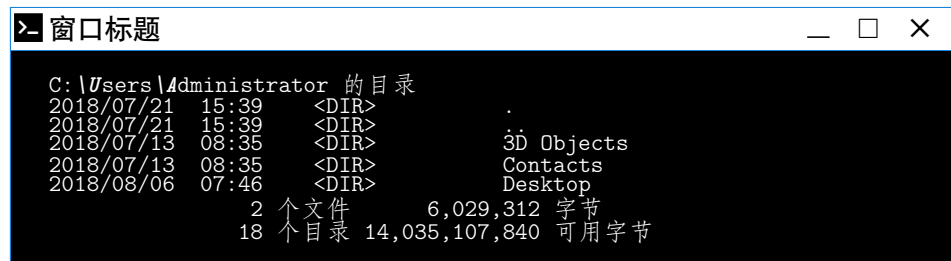 窗口标题
C:\Users\Administrator 的目录
2018/07/21  15:39    <DIR>          .
2018/07/21  15:39    <DIR>          ..
2018/07/13  08:35    <DIR>          3D Objects
2018/07/13  08:35    <DIR>          Contacts
2018/08/06  07:46    <DIR>          Desktop
2 个文件      6,029,312 字节
18 个目录 14,035,107,840 可用字节